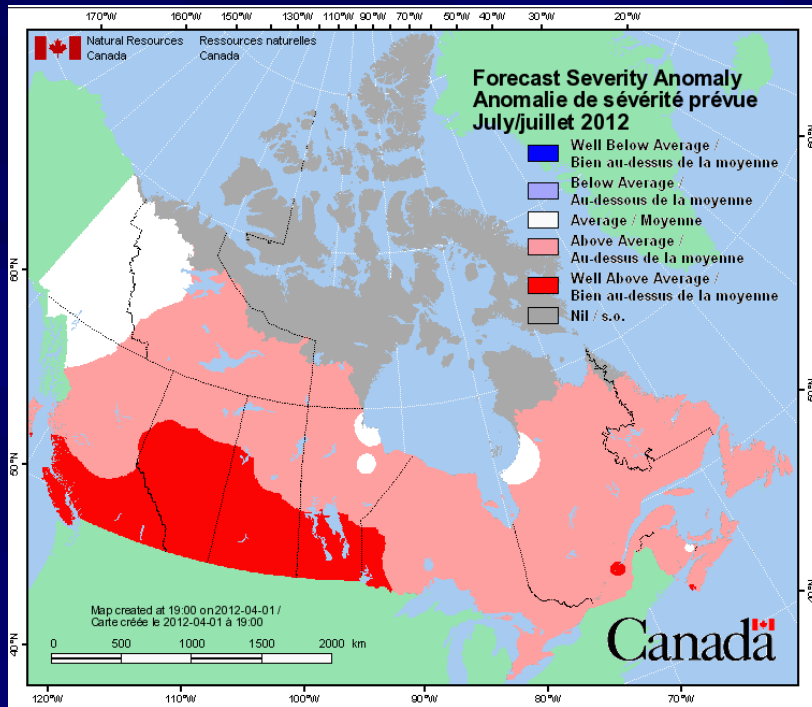 170°W 160°W 150°W 140°W 130°W 120°W 110°W 100°W 90°W 80°W 70°W 60°W 50°W 40°W 30°W 20°W
Natural Resources Ressources naturelles
Canada Canada
Forecast Severity Anomaly
Anomalie de sévérité prévue
July/juillet 2012
Well Below Average /
Bien au-dessus de la moyenne
Below Average /
Au-dessous de la moyenne
Average / Moyenne
Above Average /
Au-dessus de la moyenne
Well Above Average /
Bien au-dessus de la moyenne
Nil / s.o.
60°N
50°N
40°N
Map created at 19:00 on 2012-04-01 /
Carte créée le 2012-04-01 à 19:00
0 500 1000 1500 2000 km
Canada
120°W 110°W 100°W 90°W 80°W 70°W